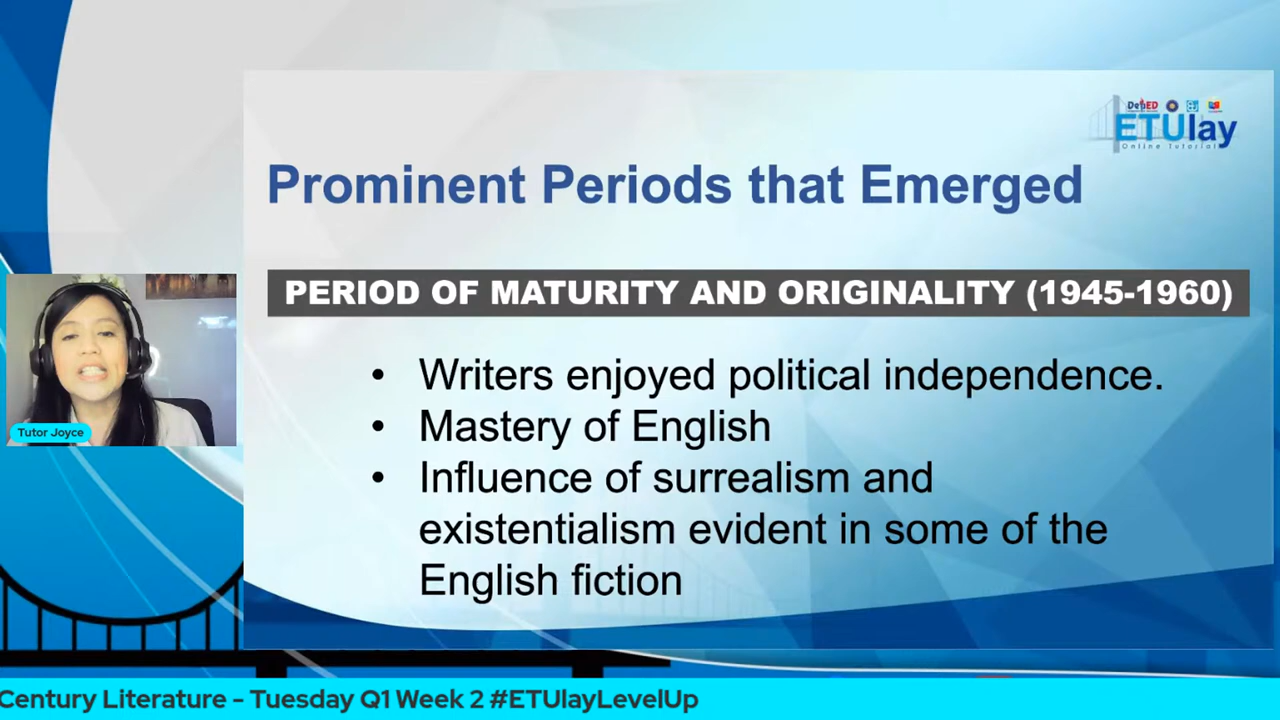 DepED
ETUlay
Online Tutorial
Prominent Periods that Emerged
PERIOD OF MATURITY AND ORIGINALITY (1945-1960)
• Writers enjoyed political independence.
• Mastery of English
• Influence of surrealism and
existentialism evident in some of the
English fiction
Tutor Joyce
Century Literature - Tuesday Q1 Week 2 #ETUlayLevelUp